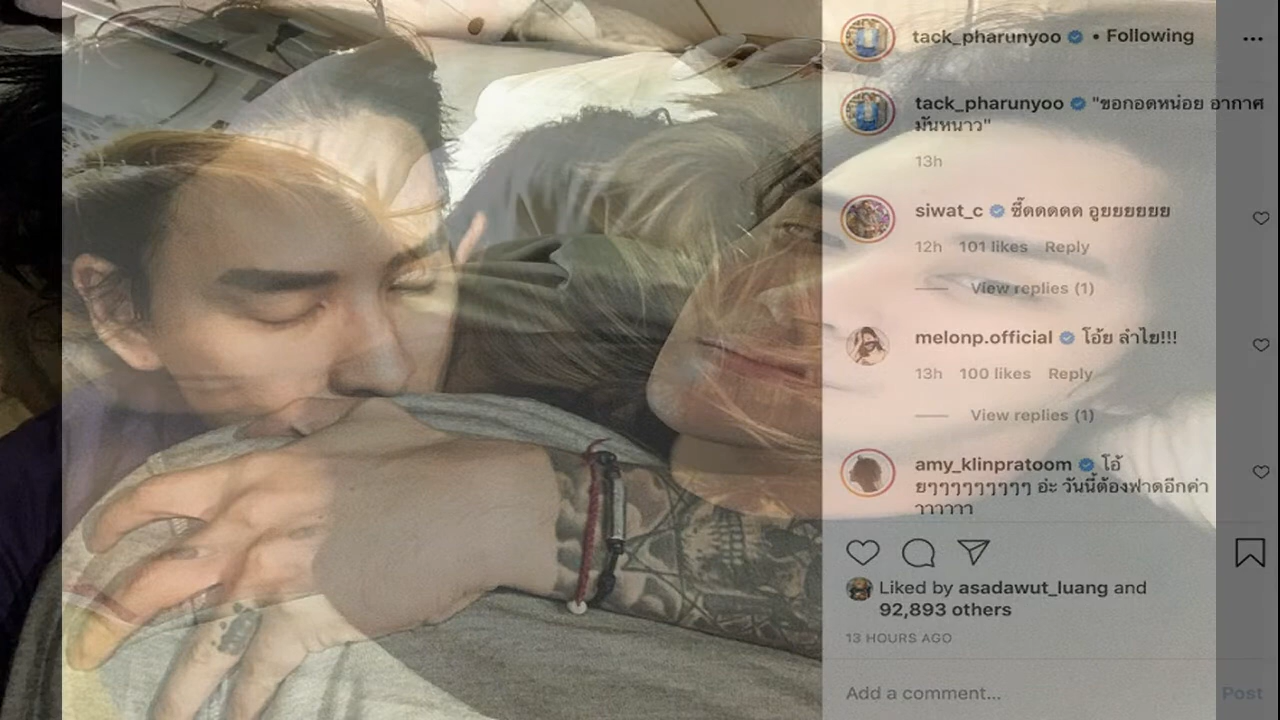 tack_pharunyoo • Following
tack_pharunyoo "ขอกอดหน่อย อากาศ
มันหนาว"
13h
siwat_c ซี๊ดดดดด อูยยยยยย
12h 101 likes Reply
View replies (1)
melonp.official โอ้ย ลำไย!!!
13h 100 likes Reply
View replies (1)
amy_klinpratoom โอ้
ยๆๆๆๆๆๆๆๆๆ อ่ะ วันนี้ต้องฟาดอีกค่า
าาาาาา
Liked by asadawut_luang and
92,893 others
13 HOURS AGO
Add a comment...
Post